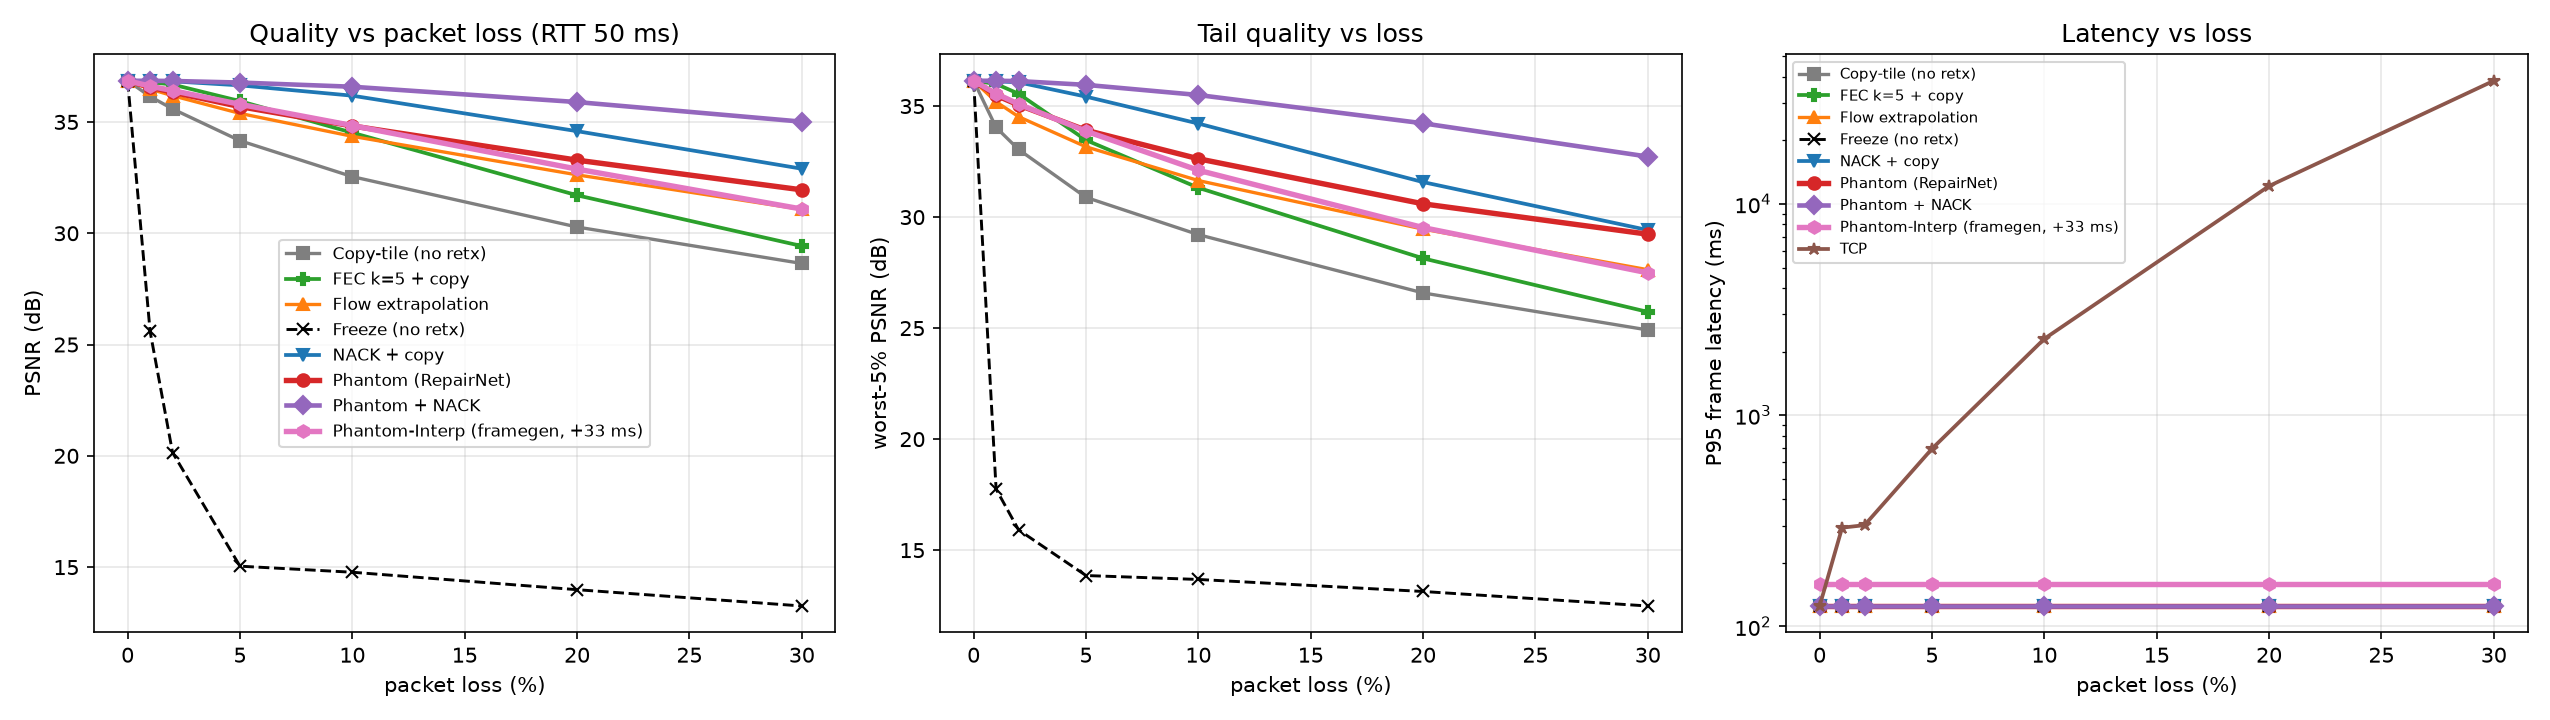 Quality vs packet loss (RTT 50 ms)
PSNR (dB)
35
30
25
20
15
Copy-tile (no retx)
FEC k=5 + copy
Flow extrapolation
Freeze (no retx)
NACK + copy
Phantom (RepairNet)
Phantom + NACK
Phantom-Interp (framegen, +33 ms)
0 5 10 15 20 25 30
packet loss (%)
Tail quality vs loss
worst-5% PSNR (dB)
35
30
25
20
15
0 5 10 15 20 25 30
packet loss (%)
Latency vs loss
P95 frame latency (ms)
10⁴
10³
10²
Copy-tile (no retx)
FEC k=5 + copy
Flow extrapolation
Freeze (no retx)
NACK + copy
Phantom (RepairNet)
Phantom + NACK
Phantom-Interp (framegen, +33 ms)
TCP
0 5 10 15 20 25 30
packet loss (%)